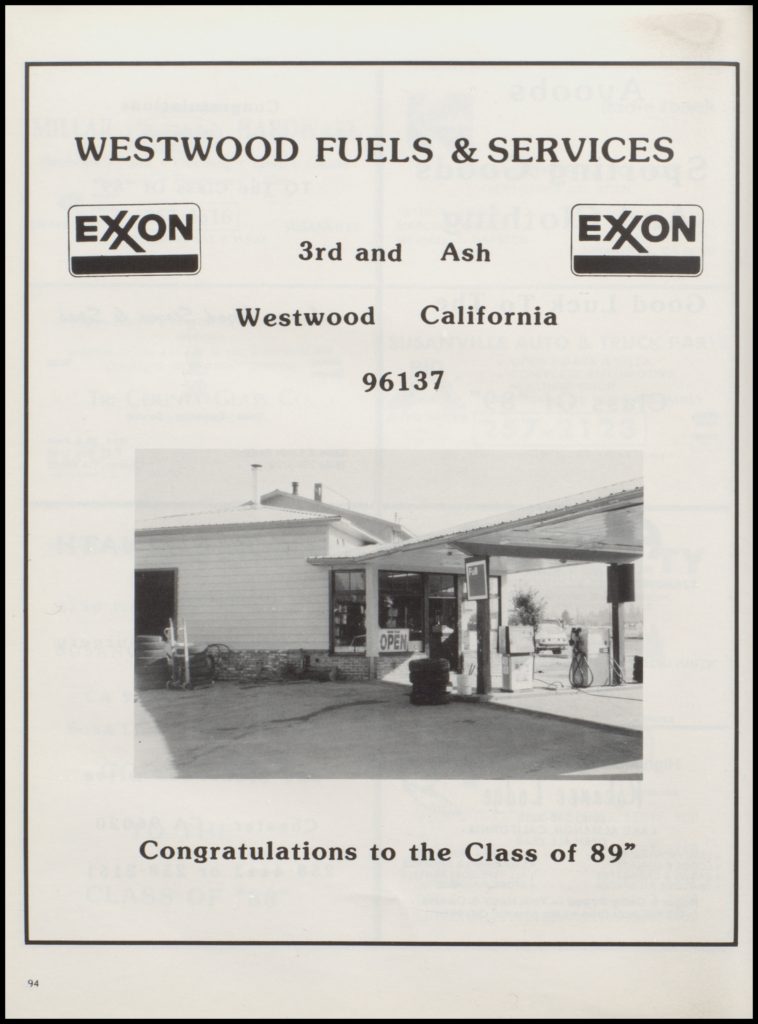 WESTWOOD FUELS & SERVICES
EXXON
EXXON
3rd and Ash
Westwood California
96137
OPEN
Congratulations to the Class of 89”
94